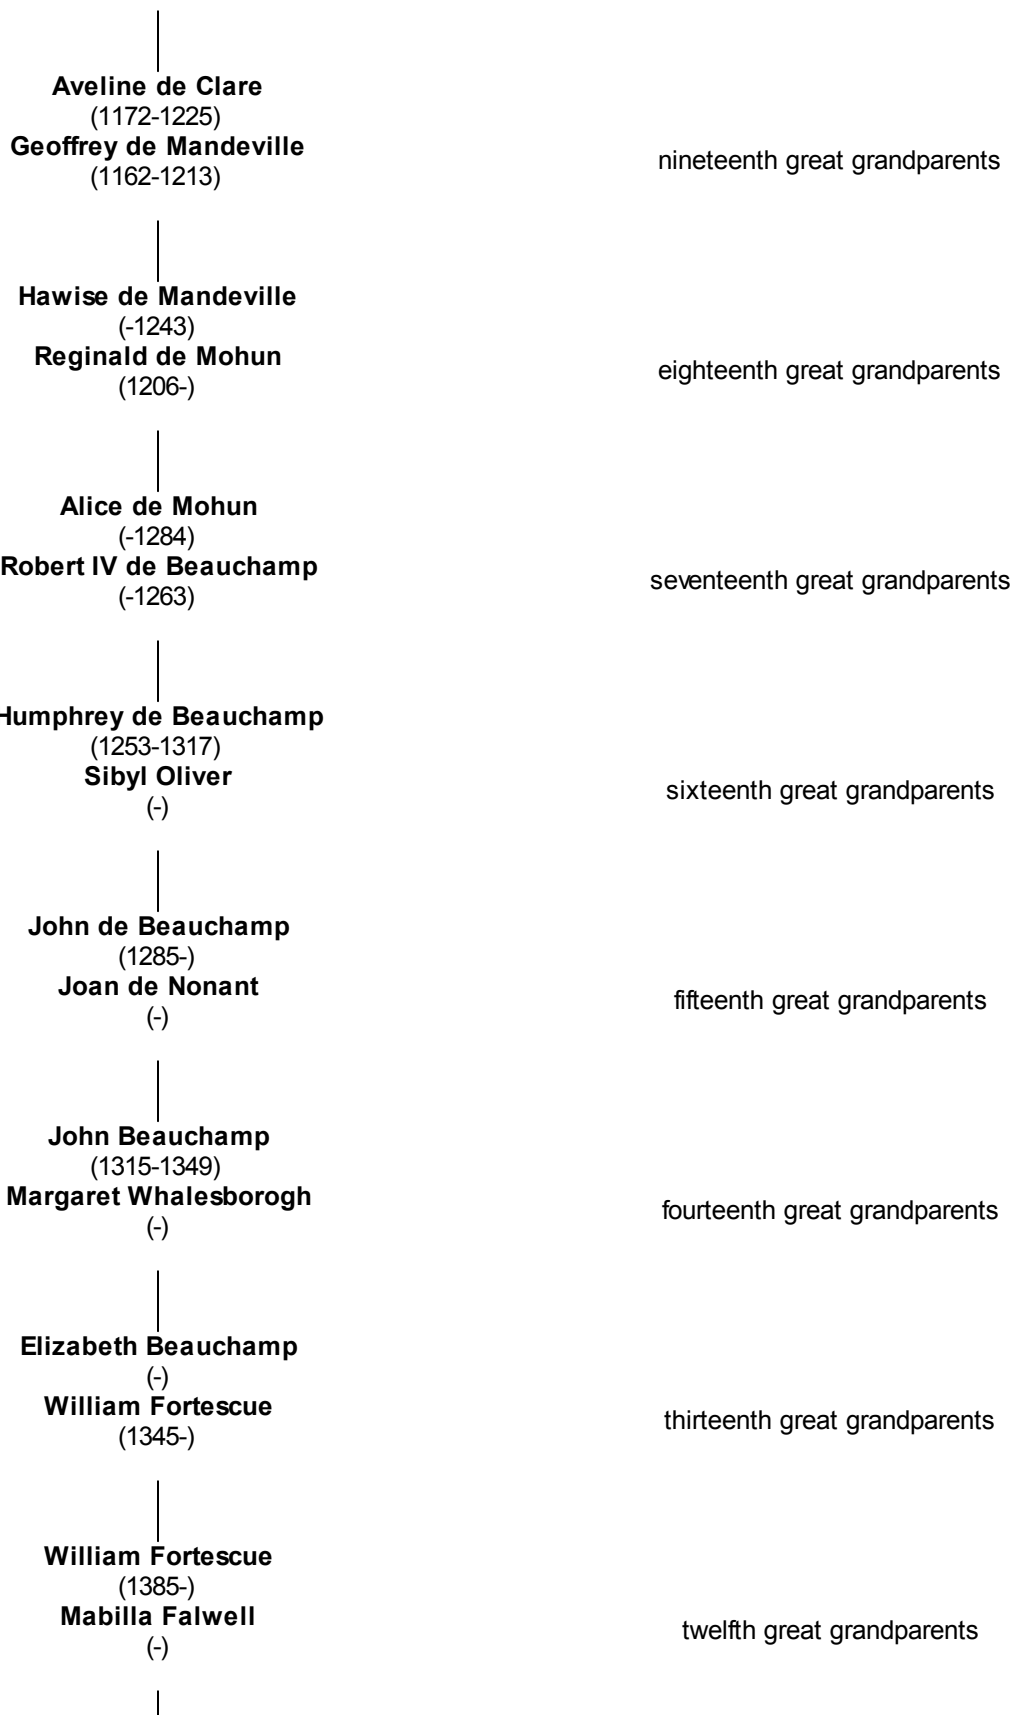 Aveline de Clare
(1172-1225)
Geoffrey de Mandeville
(1162-1213)
nineteenth great grandparents
Hawise de Mandeville
(-1243)
Reginald de Mohun
(1206-)
eighteenth great grandparents
Alice de Mohun
(-1284)
Robert IV de Beauchamp
(-1263)
seventeenth great grandparents
Humphrey de Beauchamp
(1253-1317)
Sibyl Oliver
(-)
sixteenth great grandparents
John de Beauchamp
(1285-)
Joan de Nonant
(-)
fifteenth great grandparents
John Beauchamp
(1315-1349)
Margaret Whalesborogh
(-)
fourteenth great grandparents
Elizabeth Beauchamp
(-)
William Fortescue
(1345-)
thirteenth great grandparents
William Fortescue
(1385-)
Mabilla Falwell
(-)
twelfth great grandparents